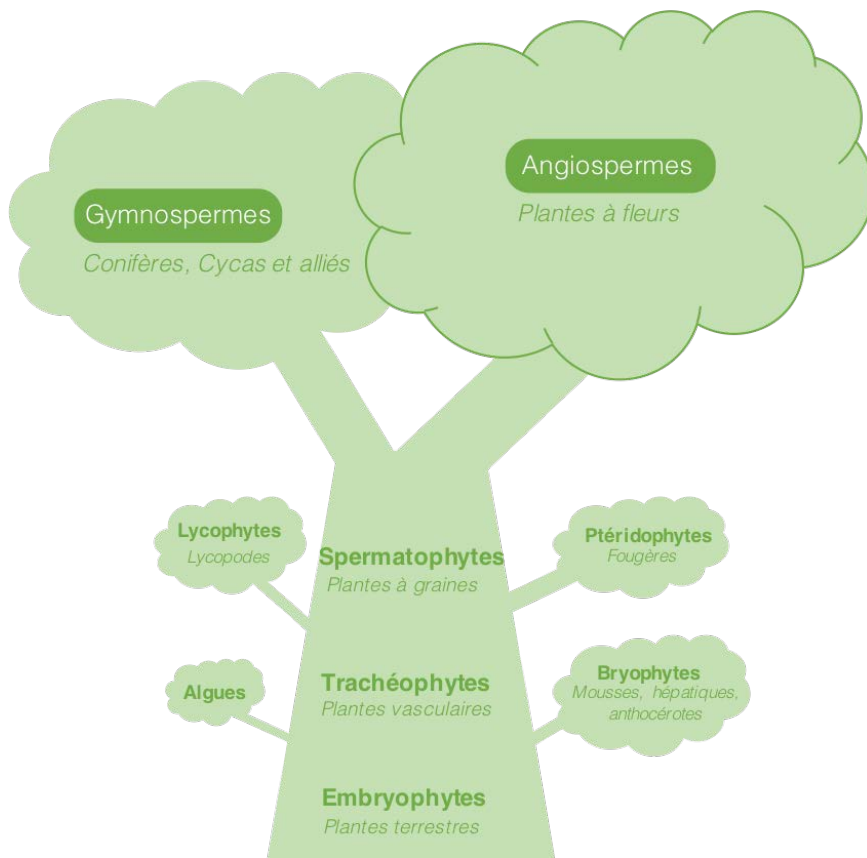 Angiospermes
Plantes à fleurs
Gymnospermes
Conifères, Cycas et alliés
Lycophytes
Lycopodes
Ptéridophytes
Fougères
Spermatophytes
Plantes à graines
Algues
Trachéophytes
Plantes vasculaires
Bryophytes
Mousses, hépatiques,
anthocérotes
Embryophytes
Plantes terrestres